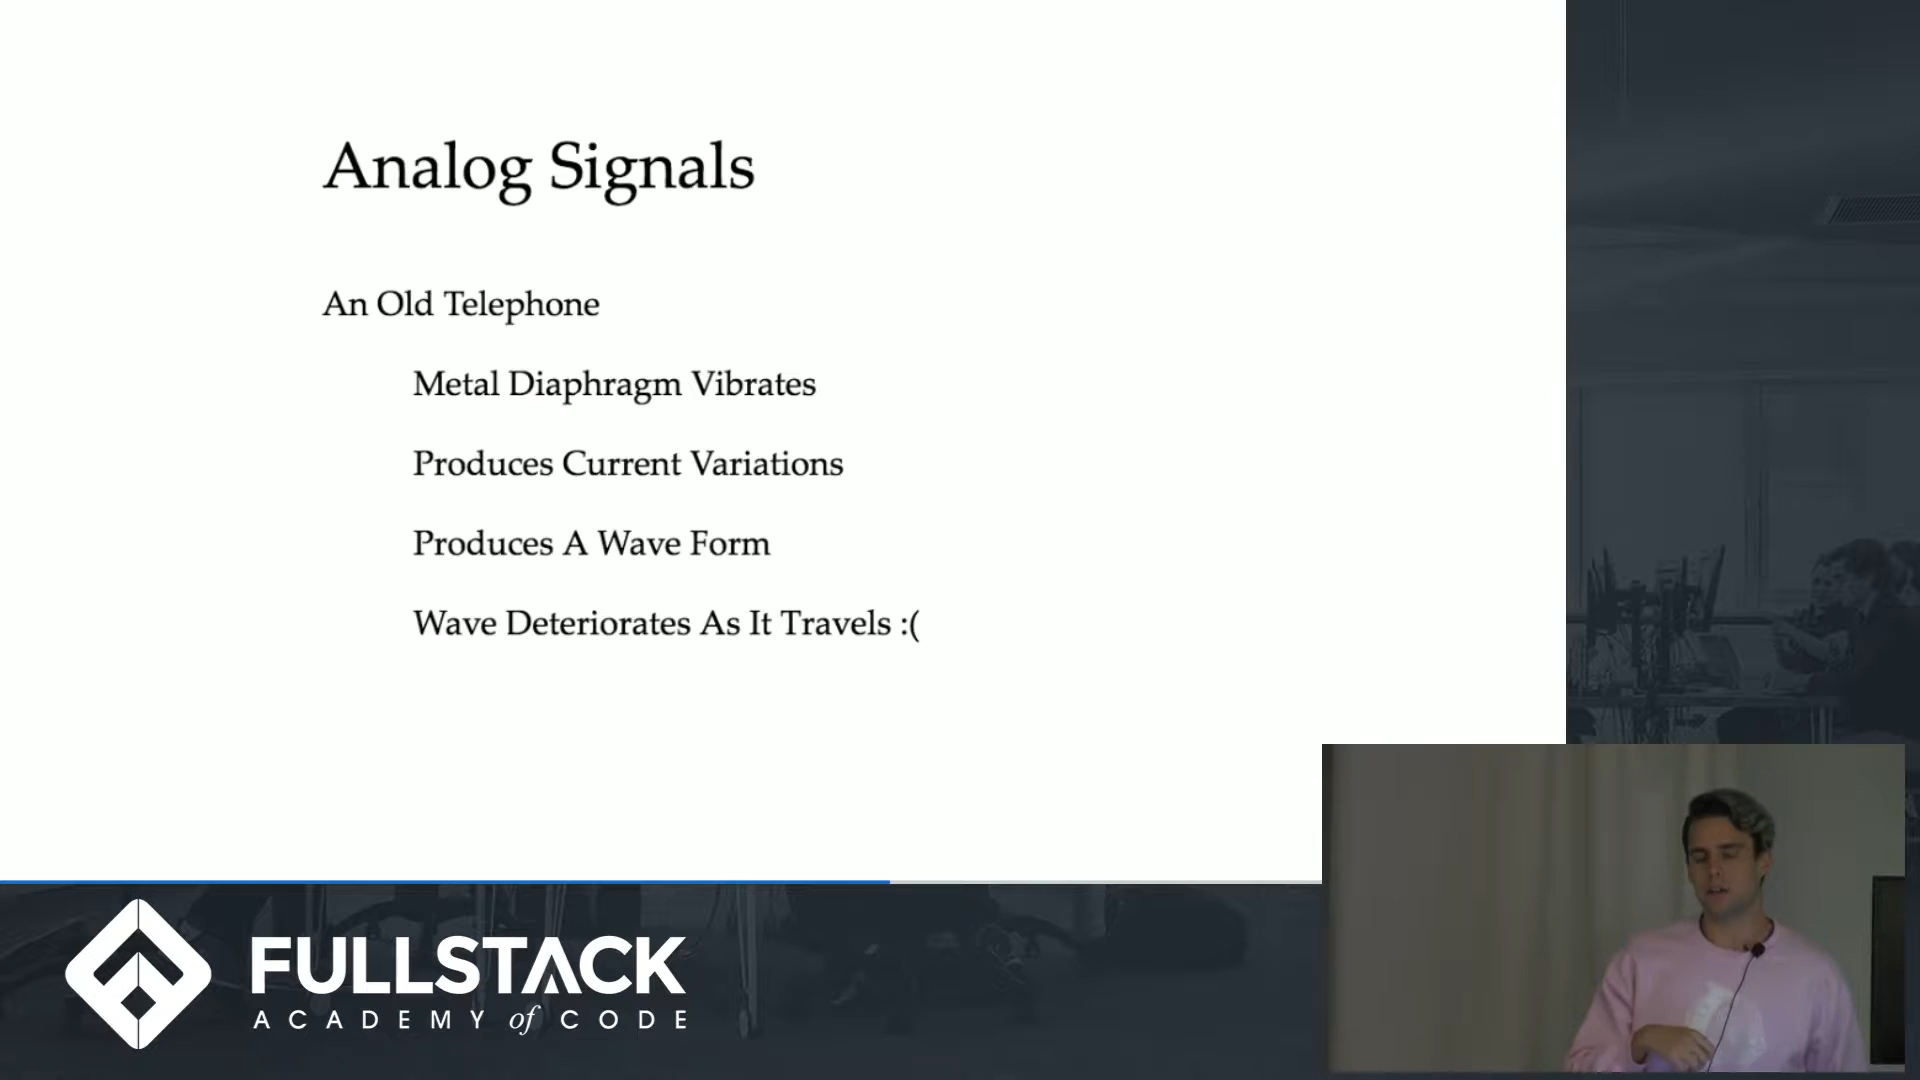 Analog Signals
An Old Telephone
Metal Diaphragm Vibrates
Produces Current Variations
Produces A Wave Form
Wave Deteriorates As It Travels :(
FULLSTACK
ACADEMY of CODE